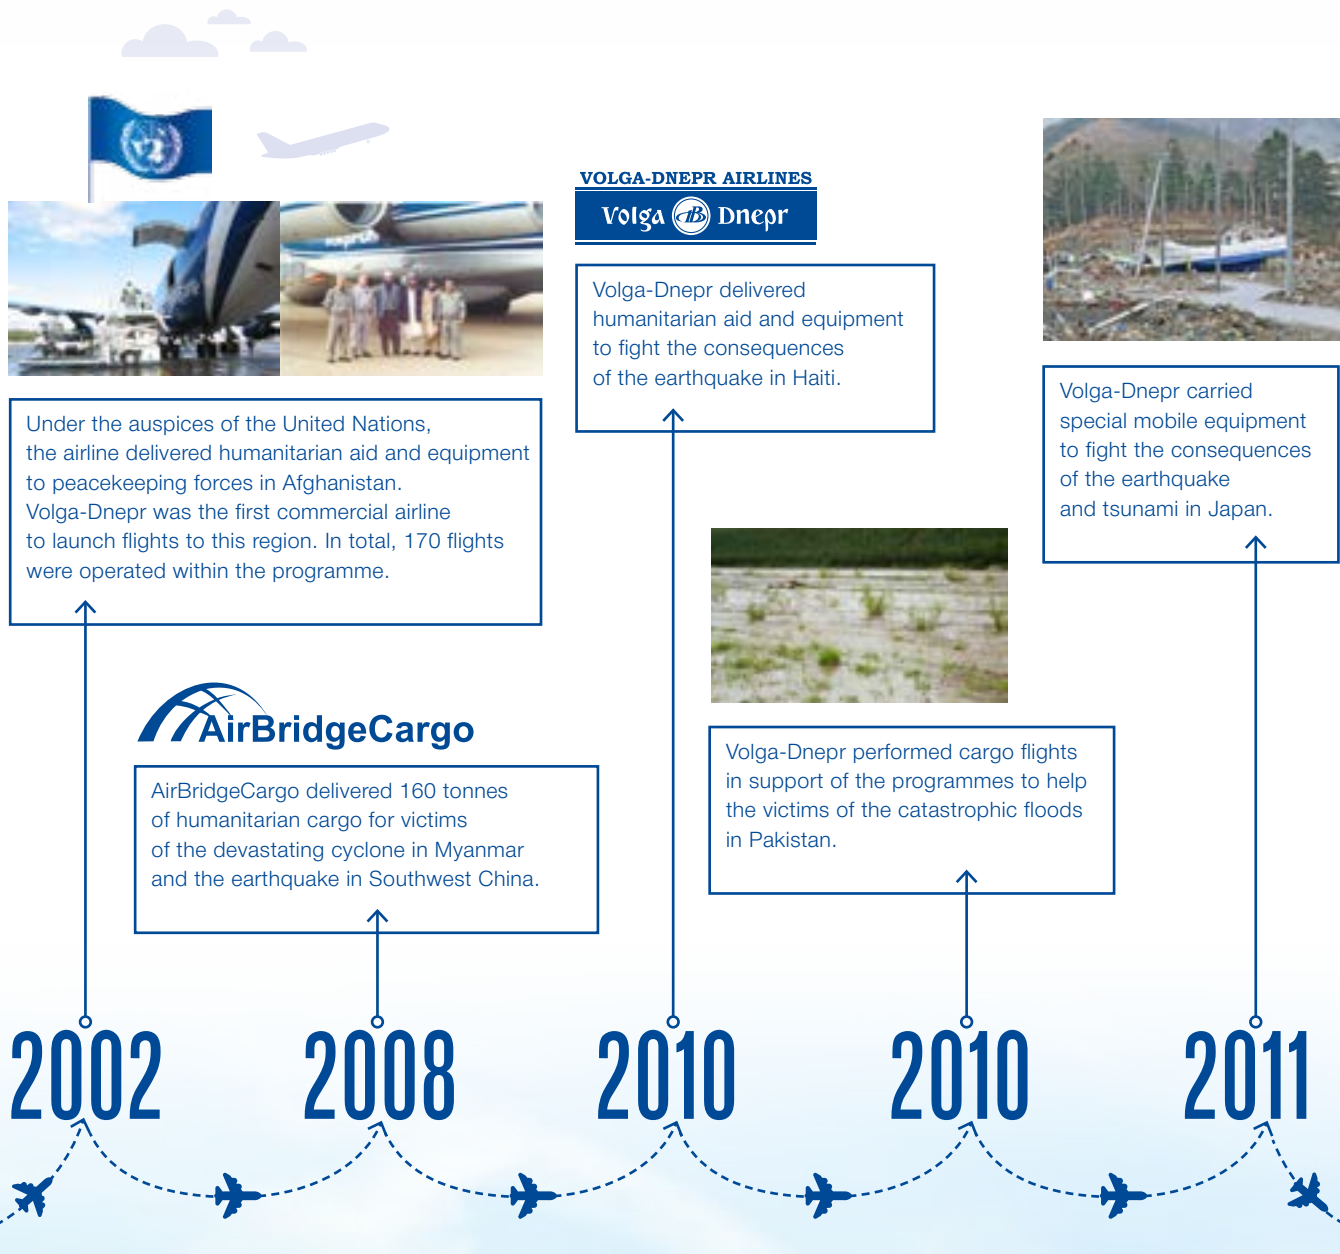 VOLGA-DNEPR AIRLINES
Volga Dnepr
Under the auspices of the United Nations,
the airline delivered humanitarian aid and equipment
to peacekeeping forces in Afghanistan.
Volga-Dnepr was the first commercial airline
to launch flights to this region. In total, 170 flights
were operated within the programme.
AirBridgeCargo
AirBridgeCargo delivered 160 tonnes
of humanitarian cargo for victims
of the devastating cyclone in Myanmar
and the earthquake in Southwest China.
Volga-Dnepr delivered
humanitarian aid and equipment
to fight the consequences
of the earthquake in Haiti.
Volga-Dnepr performed cargo flights
in support of the programmes to help
the victims of the catastrophic floods
in Pakistan.
Volga-Dnepr carried
special mobile equipment
to fight the consequences
of the earthquake
and tsunami in Japan.
2002
2008
2010
2010
2011